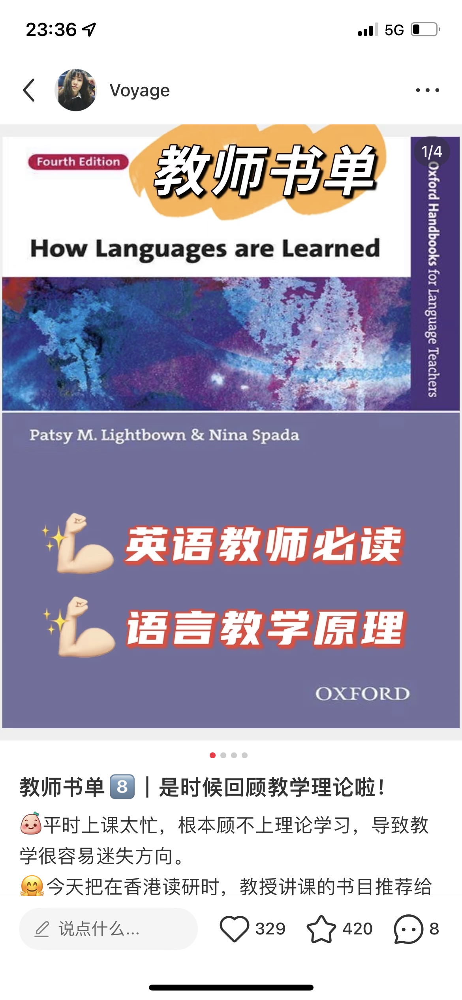 23:36
5G
Voyage
1/4
Fourth Edition
教师书单
How Languages are Learned
Oxford Handbooks for Language Teachers
Patsy M. Lightbown & Nina Spada
英语教师必读
语言教学原理
OXFORD
教师书单8️⃣｜是时候回顾教学理论啦！
平时上课太忙，根本顾不上理论学习，导致教
学很容易迷失方向。
🤗今天把在香港读研时，教授讲课的书目推荐给
说点什么...
329
420
8